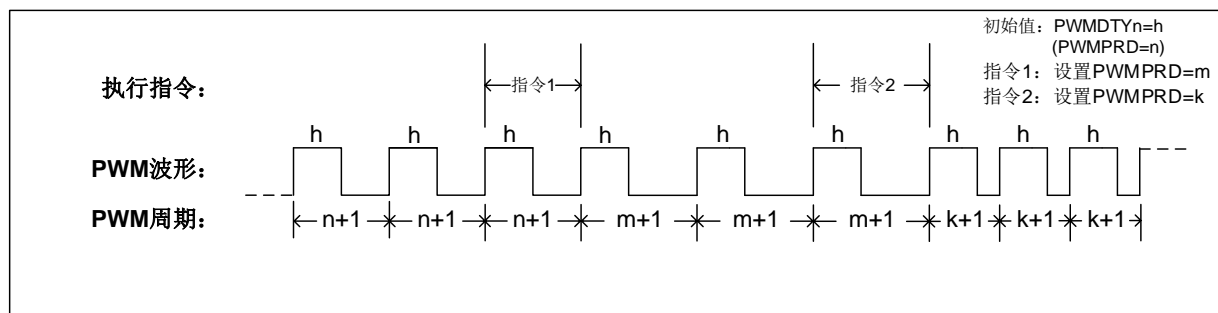 初始值：PWMDTYn=h
(PWMPRD=n)
指令1：设置PWMPRD=m
指令2：设置PWMPRD=k
执行指令：
指令1
指令2
h h h h h h h h h
PWM波形：
PWM周期：
n+1 n+1 n+1 m+1 m+1 m+1 k+1 k+1 k+1